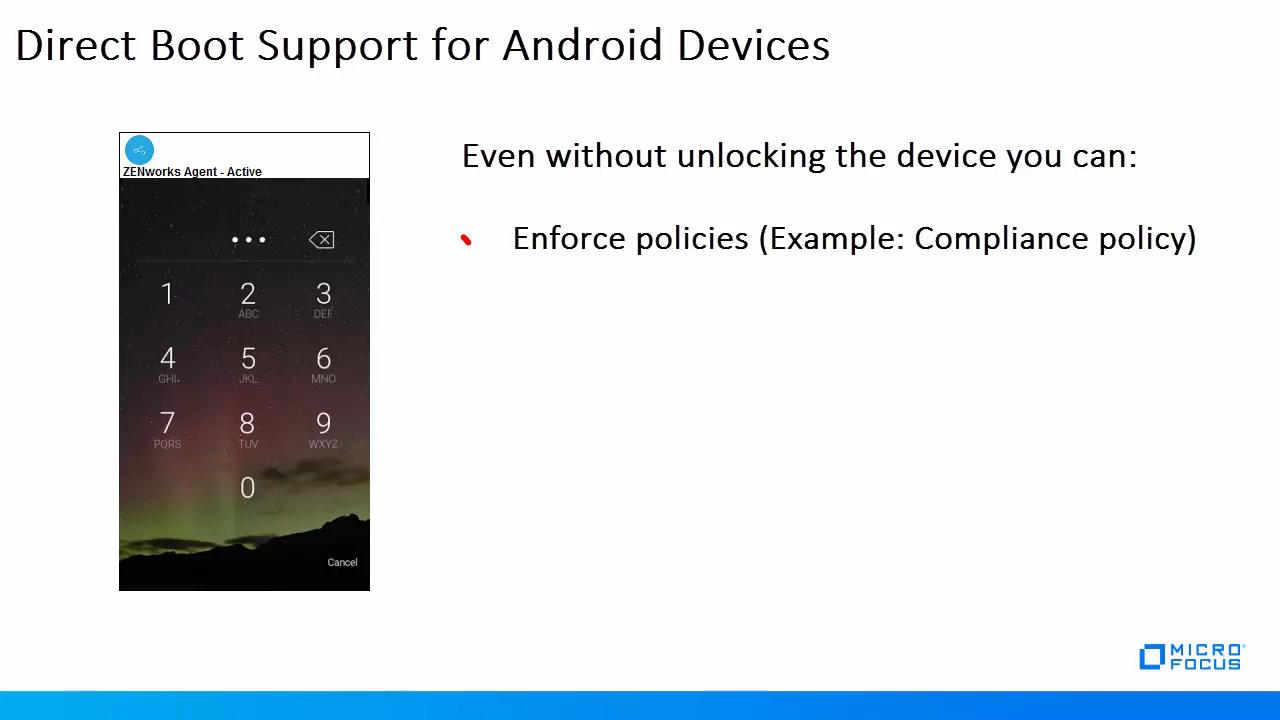 Direct Boot Support for Android Devices
ZENworks Agent - Active
1
2
3
ABC
DEF
4
5
6
GHI
JKL
MNO
7
8
9
PQRS
TUV
WXYZ
0
Cancel
Even without unlocking the device you can:
Enforce policies (Example: Compliance policy)
MICRO
FOCUS